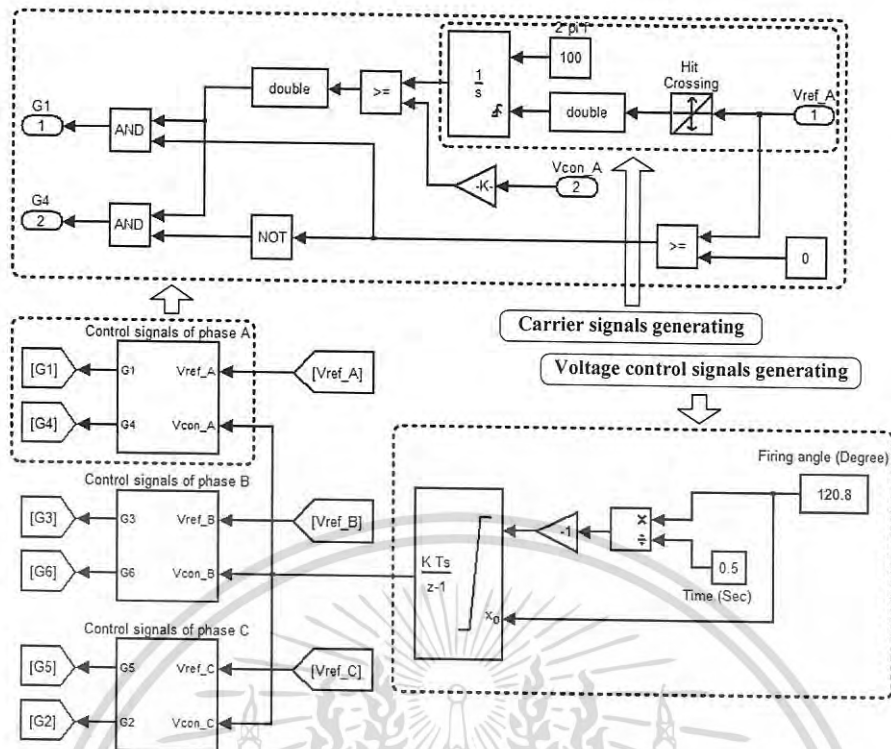 2 pi f
100
Hit
Crossing
Vref_A
1
1
s
double
>=
double
G1
1
AND
Vcon_A
2
-K-
G4
2
AND
NOT
>=
0
Carrier signals generating
Voltage control signals generating
Control signals of phase A
[G1]
G1
Vref_A
[Vref_A]
[G4]
G4
Vcon_A
Control signals of phase B
[G3]
G3
Vref_B
[Vref_B]
[G6]
G6
Vcon_B
Control signals of phase C
[G5]
G5
Vref_C
[Vref_C]
[G2]
G2
Vcon_C
Firing angle (Degree)
120.8
×
÷
-1
0.5
Time (Sec)
K Ts
z-1
xo